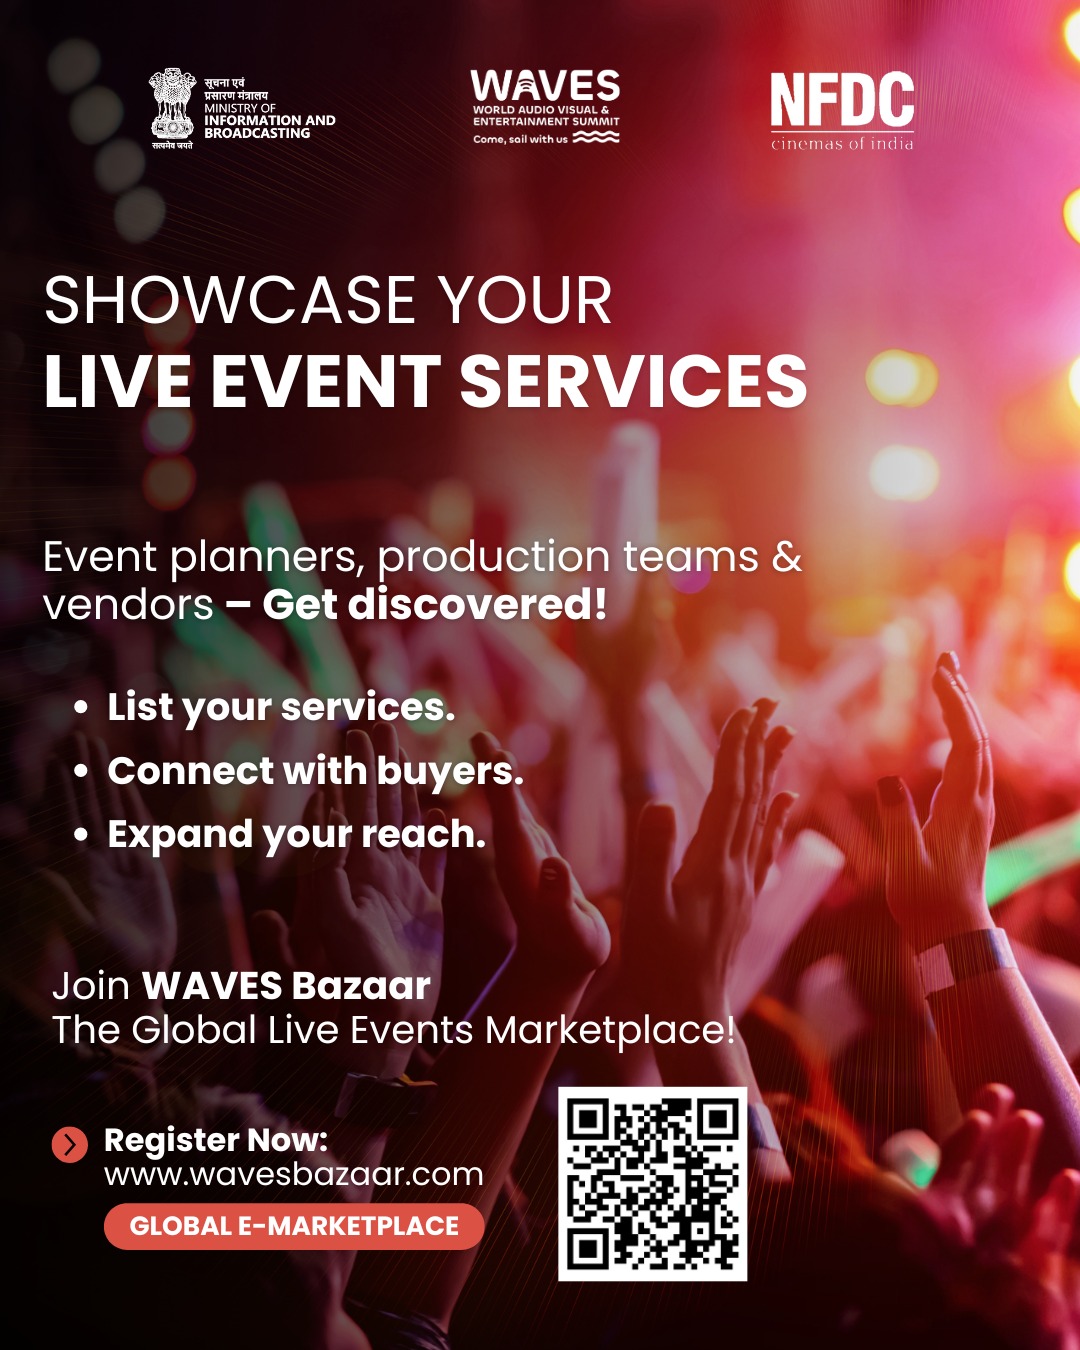 सूचना एवं
प्रसारण मंत्रालय
MINISTRY OF
INFORMATION AND
BROADCASTING
सत्यमेव जयते
WAVES
WORLD AUDIO VISUAL &
ENTERTAINMENT SUMMIT
Come, sail with us
NFDC
cinemas of india
SHOWCASE YOUR
LIVE EVENT SERVICES
Event planners, production teams &
vendors – Get discovered!
• List your services.
• Connect with buyers.
• Expand your reach.
Join WAVES Bazaar
The Global Live Events Marketplace!
Register Now:
www.wavesbazaar.com
GLOBAL E-MARKETPLACE